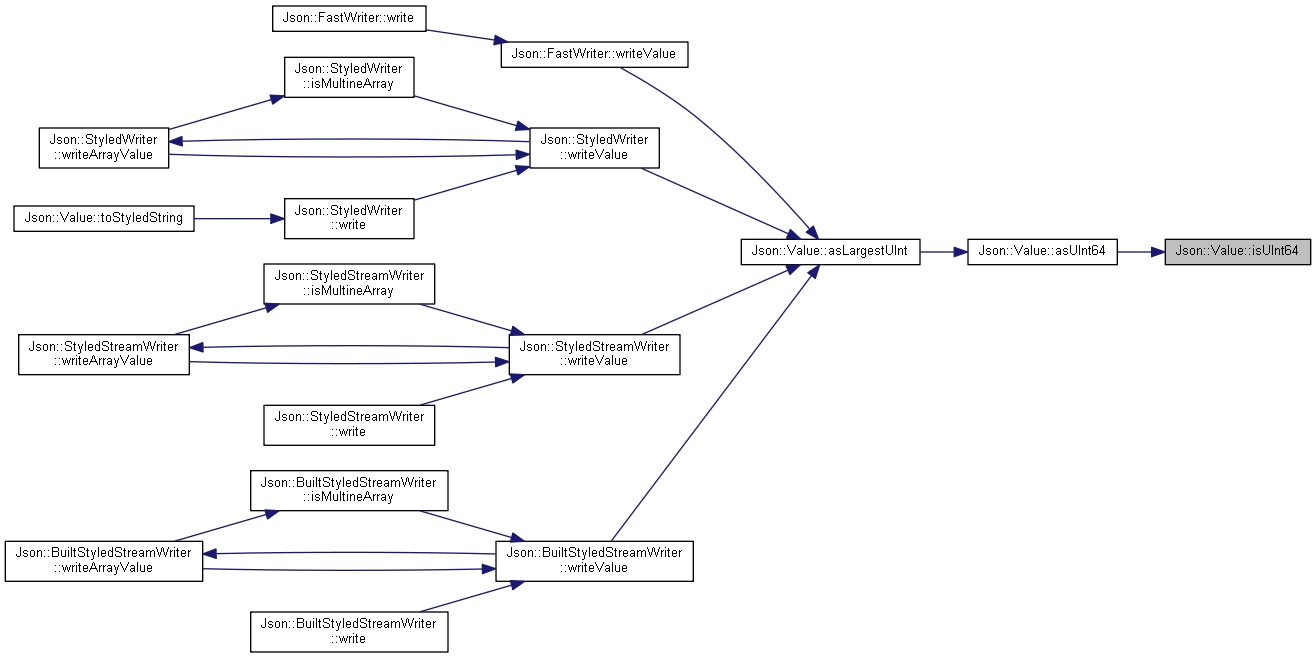 Json::FastWriter::write
Json::FastWriter::writeValue
Json::StyledWriter
::isMultineArray
Json::StyledWriter
::writeArrayValue
Json::StyledWriter
::writeValue
Json::Value::toStyledString
Json::StyledWriter
::write
Json::Value::asLargestUInt
Json::Value::asUInt64
Json::Value::isUInt64
Json::StyledStreamWriter
::isMultineArray
Json::StyledStreamWriter
::writeArrayValue
Json::StyledStreamWriter
::writeValue
Json::StyledStreamWriter
::write
Json::BuiltStyledStreamWriter
::isMultineArray
Json::BuiltStyledStreamWriter
::writeArrayValue
Json::BuiltStyledStreamWriter
::writeValue
Json::BuiltStyledStreamWriter
::write